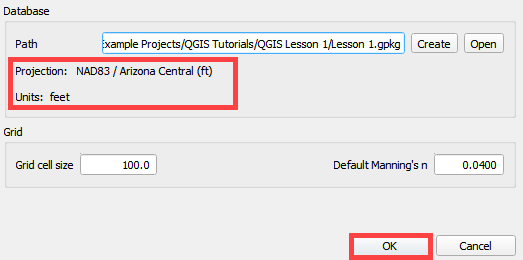 Database
Path Example Projects/QGIS Tutorials/QGIS Lesson 1/Lesson 1.gpkg Create Open
Projection: NAD83 / Arizona Central (ft)
Units: feet
Grid
Grid cell size 100.0 Default Manning's n 0.0400
OK Cancel